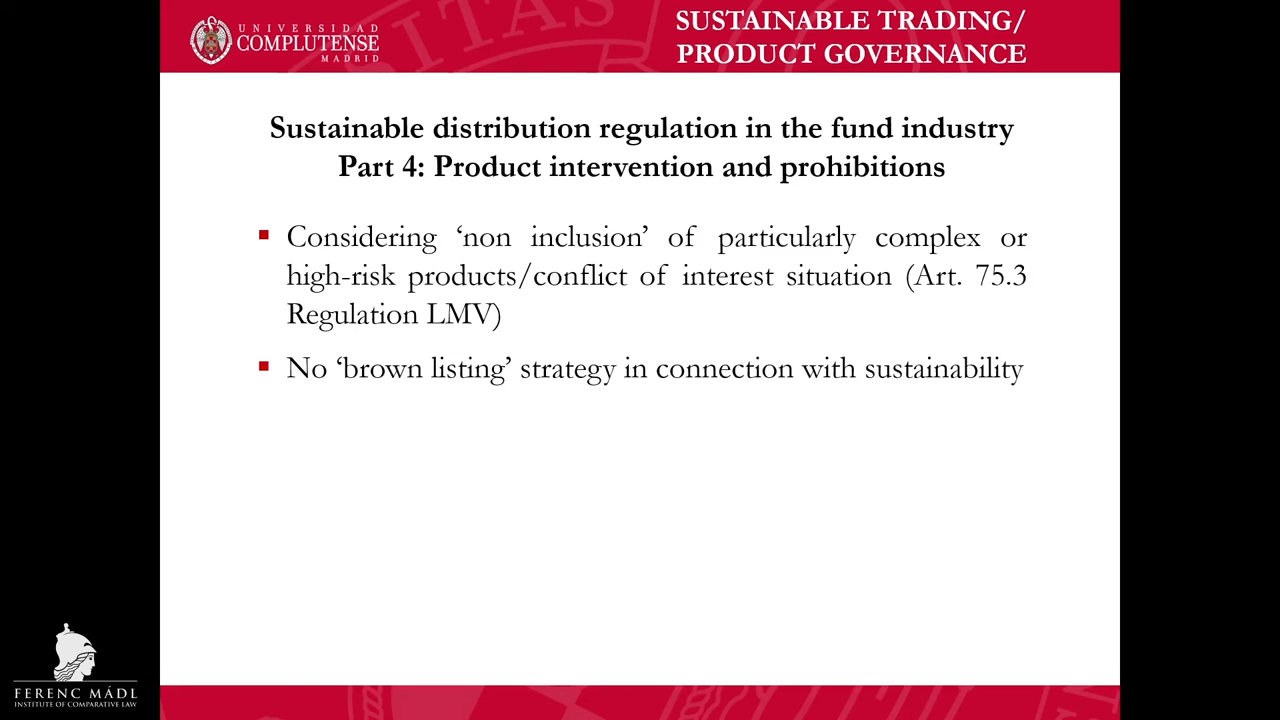 UNIVERSIDAD
COMPLUTENSE
MADRID
SUSTAINABLE TRADING/
PRODUCT GOVERNANCE
Sustainable distribution regulation in the fund industry
Part 4: Product intervention and prohibitions
▪ Considering ‘non inclusion’ of particularly complex or
high-risk products/conflict of interest situation (Art. 75.3
Regulation LMV)
▪ No ‘brown listing’ strategy in connection with sustainability
FERENC MÁDL
INSTITUTE OF COMPARATIVE LAW